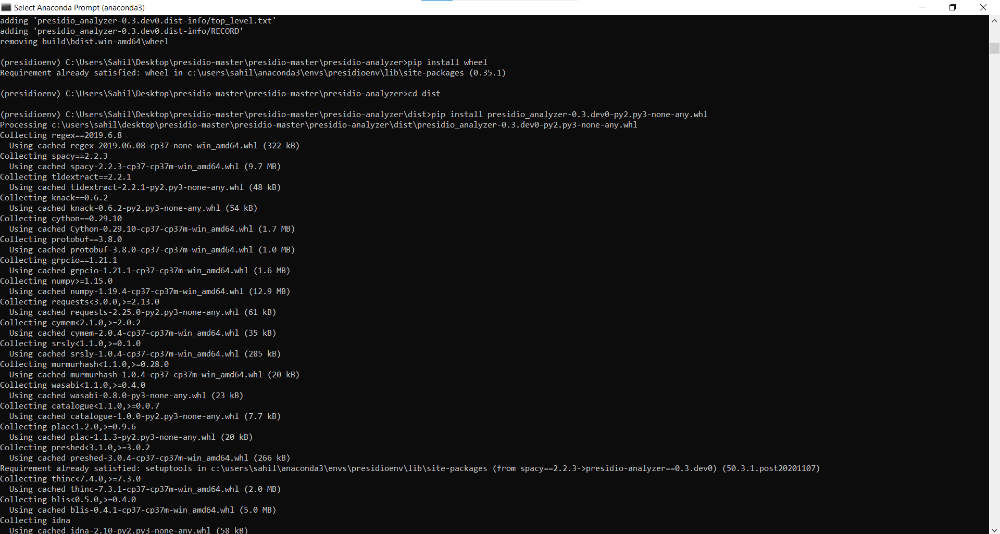 Select Anaconda Prompt (anaconda3)
adding 'presidio_analyzer-0.3.dev0.dist-info/top_level.txt'
adding 'presidio_analyzer-0.3.dev0.dist-info/RECORD'
removing build\bdist.win-amd64\wheel
(presidioenv) C:\Users\Sahil\Desktop\presidio-master\presidio-master\presidio-analyzer>pip install wheel
Requirement already satisfied: wheel in c:\users\sahil\anaconda3\envs\presidioenv\lib\site-packages (0.35.1)
(presidioenv) C:\Users\Sahil\Desktop\presidio-master\presidio-master\presidio-analyzer>cd dist
(presidioenv) C:\Users\Sahil\Desktop\presidio-master\presidio-master\presidio-analyzer\dist>pip install presidio_analyzer-0.3.dev0-py2.py3-none-any.whl
Processing c:\users\sahil\desktop\presidio-master\presidio-master\presidio-analyzer\dist\presidio_analyzer-0.3.dev0-py2.py3-none-any.whl
Collecting regex==2019.6.8
  Using cached regex-2019.06.08-cp37-none-win_amd64.whl (322 kB)
Collecting spacy==2.2.3
  Using cached spacy-2.2.3-cp37-cp37m-win_amd64.whl (9.7 MB)
Collecting tldextract==2.2.1
  Using cached tldextract-2.2.1-py2.py3-none-any.whl (48 kB)
Collecting knack==0.6.2
  Using cached knack-0.6.2-py2.py3-none-any.whl (54 kB)
Collecting cython==0.29.10
  Using cached Cython-0.29.10-cp37-cp37m-win_amd64.whl (1.7 MB)
Collecting protobuf==3.8.0
  Using cached protobuf-3.8.0-cp37-cp37m-win_amd64.whl (1.0 MB)
Collecting grpcio==1.21.1
  Using cached grpcio-1.21.1-cp37-cp37m-win_amd64.whl (1.6 MB)
Collecting numpy>=1.15.0
  Using cached numpy-1.19.4-cp37-cp37m-win_amd64.whl (12.9 MB)
Collecting requests<3.0.0,>=2.13.0
  Using cached requests-2.25.0-py2.py3-none-any.whl (61 kB)
Collecting cymem<2.1.0,>=2.0.2
  Using cached cymem-2.0.4-cp37-cp37m-win_amd64.whl (35 kB)
Collecting srsly<1.1.0,>=0.1.0
  Using cached srsly-1.0.4-cp37-cp37m-win_amd64.whl (285 kB)
Collecting murmurhash<1.1.0,>=0.28.0
  Using cached murmurhash-1.0.4-cp37-cp37m-win_amd64.whl (20 kB)
Collecting wasabi<1.1.0,>=0.4.0
  Using cached wasabi-0.8.0-py3-none-any.whl (23 kB)
Collecting catalogue<1.1.0,>=0.0.7
  Using cached catalogue-1.0.0-py2.py3-none-any.whl (7.7 kB)
Collecting plac<1.2.0,>=0.9.6
  Using cached plac-1.1.3-py2.py3-none-any.whl (20 kB)
Collecting preshed<3.1.0,>=3.0.2
  Using cached preshed-3.0.4-cp37-cp37m-win_amd64.whl (266 kB)
Requirement already satisfied: setuptools in c:\users\sahil\anaconda3\envs\presidioenv\lib\site-packages (from spacy==2.2.3->presidio-analyzer==0.3.dev0) (50.3.1.post20201107)
Collecting thinc<7.4.0,>=7.3.0
  Using cached thinc-7.3.1-cp37-cp37m-win_amd64.whl (2.0 MB)
Collecting blis<0.5.0,>=0.4.0
  Using cached blis-0.4.1-cp37-cp37m-win_amd64.whl (5.0 MB)
Collecting idna
  Using cached idna-2.10-py2.py3-none-any.whl (58 kB)